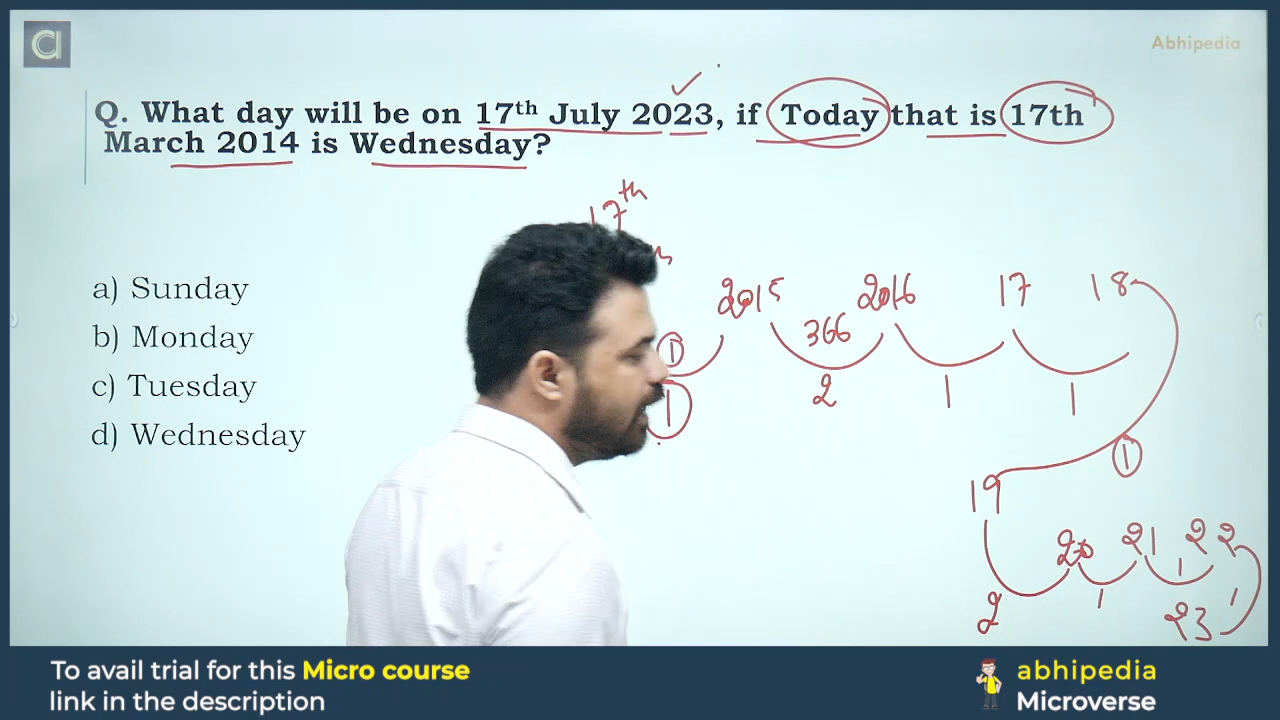 Abhipedia
Q. What day will be on 17th July 2023, if Today that is 17th
March 2014 is Wednesday?
17th
2015 2016 17 18
1 366
1 2 1 1
a) Sunday
b) Monday
c) Tuesday
d) Wednesday
1
19
20 21 22
2 1 1 1
23
To avail trial for this Micro course
link in the description
abhipedia
Microverse